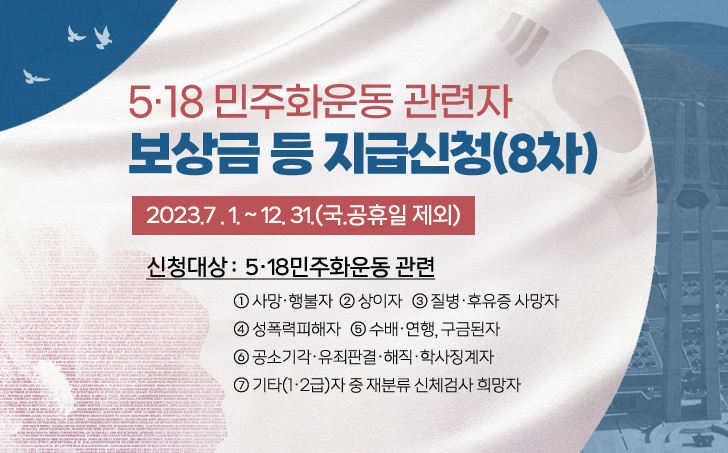 5·18 민주화운동 관련자
보상금 등 지급신청(8차)
2023.7 . 1. ~ 12. 31.(국.공휴일 제외)
신청대상 : 5·18민주화운동 관련
① 사망·행불자 ② 상이자 ③ 질병·후유증 사망자
④ 성폭력피해자 ⑤ 수배·연행, 구금된자
⑥ 공소기각·유죄판결·해직·학사징계자
⑦ 기타(1·2급)자 중 재분류 신체검사 희망자